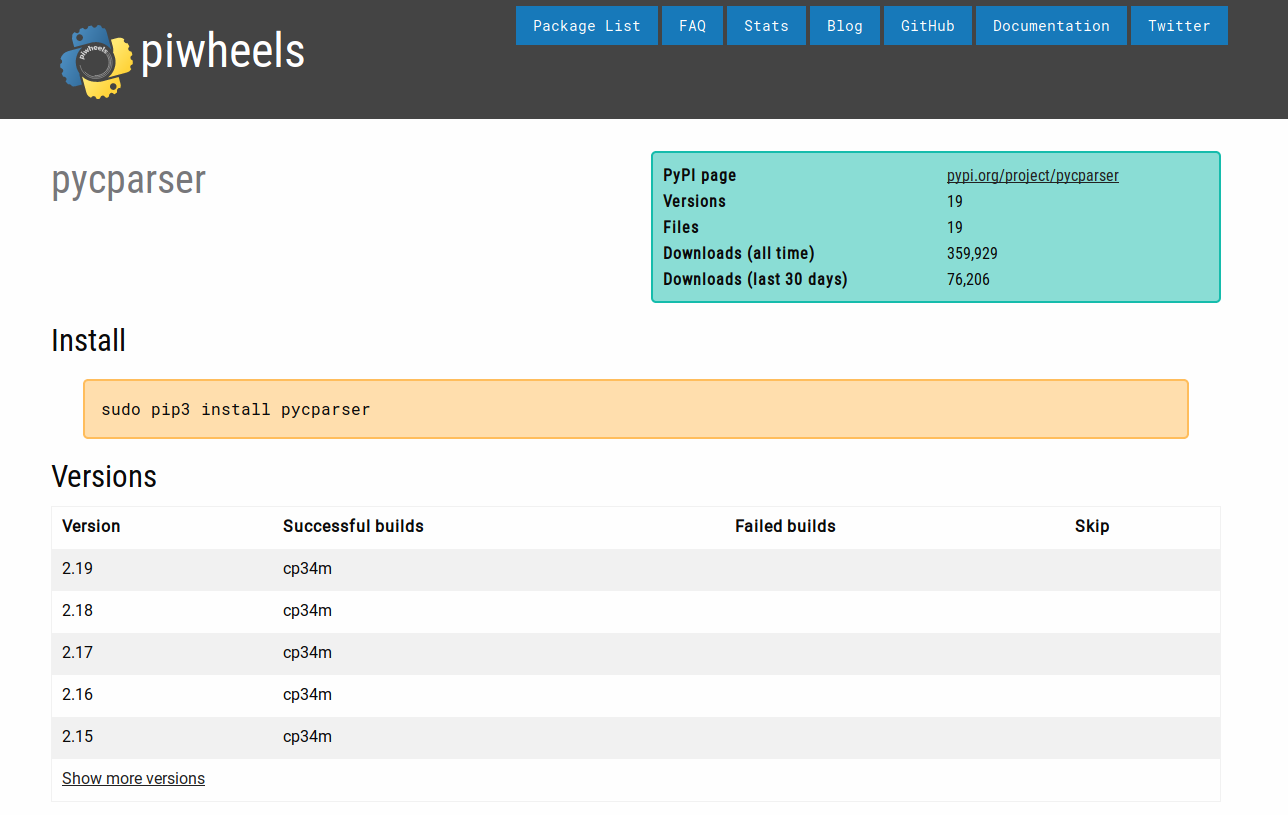 Package List FAQ Stats Blog GitHub Documentation Twitter
piwheels
piwheels
pycparser
PyPI page pypi.org/project/pycparser
Versions 19
Files 19
Downloads (all time) 359,929
Downloads (last 30 days) 76,206
Install
sudo pip3 install pycparser
Versions
Version Successful builds Failed builds Skip
2.19 cp34m
2.18 cp34m
2.17 cp34m
2.16 cp34m
2.15 cp34m
Show more versions